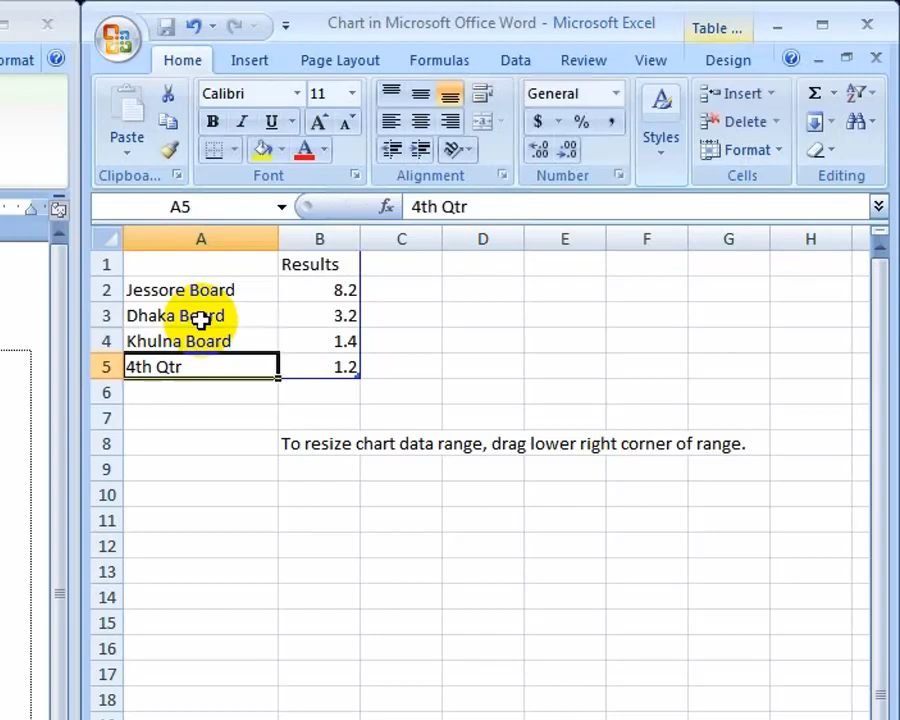 Chart in Microsoft Office Word - Microsoft Excel
Table ...
ormat
Home
Insert
Page Layout
Formulas
Data
Review
View
Design
Paste
Calibri
11
General
Styles
Insert
Delete
Format
B I U A A
A
$ % ,
Σ
Clipboa...
Font
Alignment
Number
Cells
Editing
A5
fx
4th Qtr
A B C D E F G H
1 Results
2 Jessore Board 8.2
3 Dhaka Board 3.2
4 Khulna Board 1.4
5 4th Qtr 1.2
6
7
8 To resize chart data range, drag lower right corner of range.
9
10
11
12
13
14
15
16
17
18